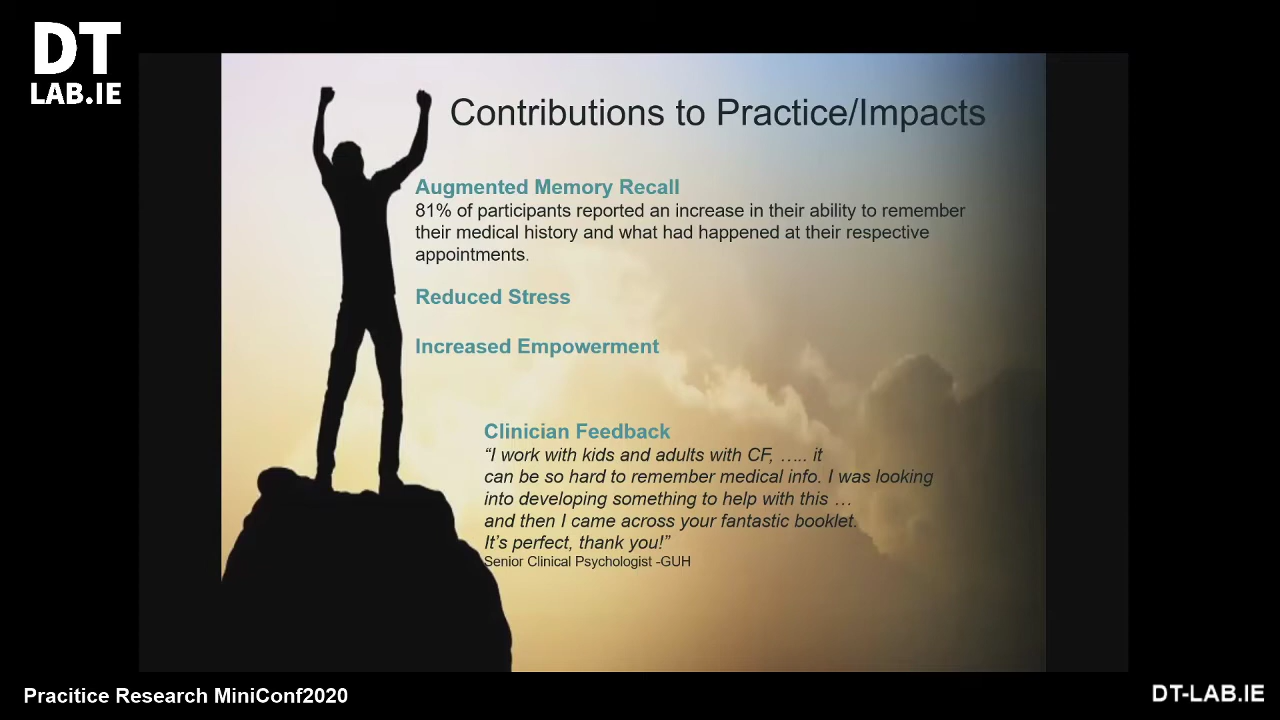 DT
LAB.IE
Contributions to Practice/Impacts
Augmented Memory Recall
81% of participants reported an increase in their ability to remember
their medical history and what had happened at their respective
appointments.
Reduced Stress
Increased Empowerment
Clinician Feedback
“I work with kids and adults with CF, ….. it
can be so hard to remember medical info. I was looking
into developing something to help with this …
and then I came across your fantastic booklet.
It’s perfect, thank you!”
Senior Clinical Psychologist -GUH
Pracitice Research MiniConf2020
DT-LAB.IE